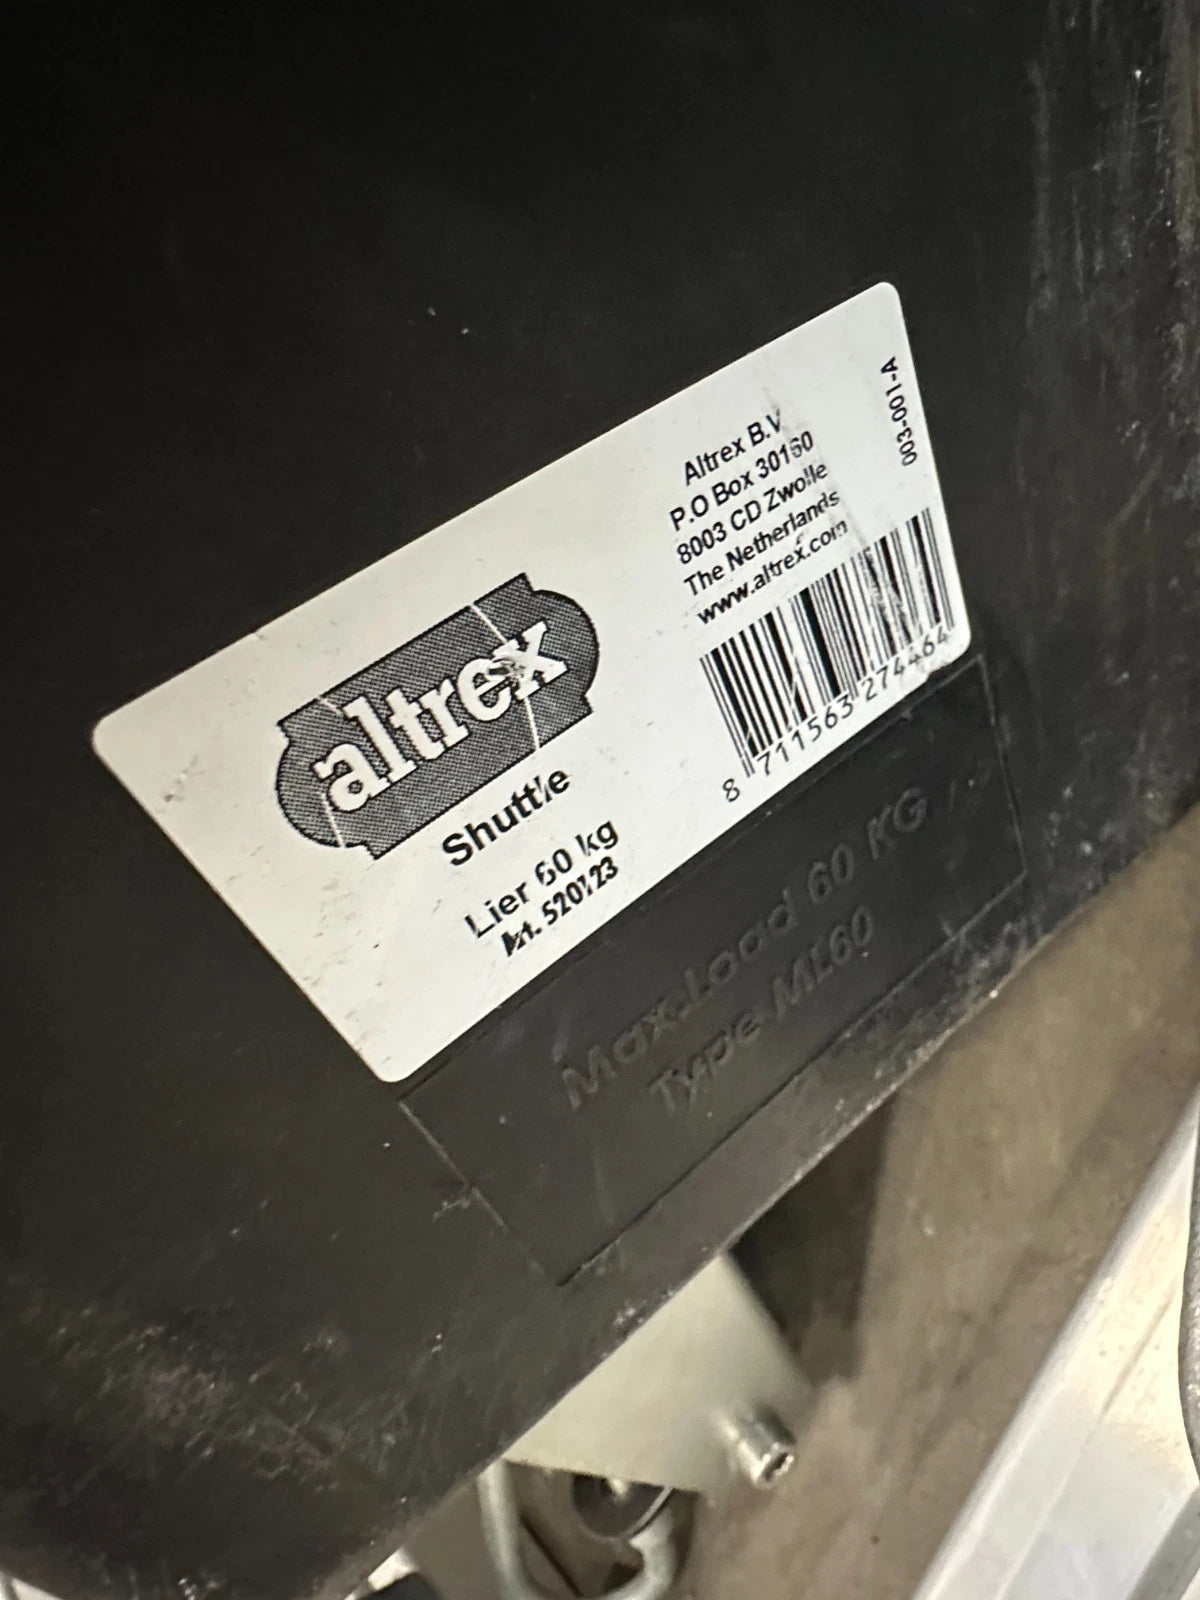 altrex
Shuttle
Lier 60 kg
Art. 520123
Altrex B.V
P.O Box 30160
8003 CD Zwolle
The Netherlands
www.altrex.com
003-001-A
8 711563 274464
Max.Load 60 KG
Type ML60